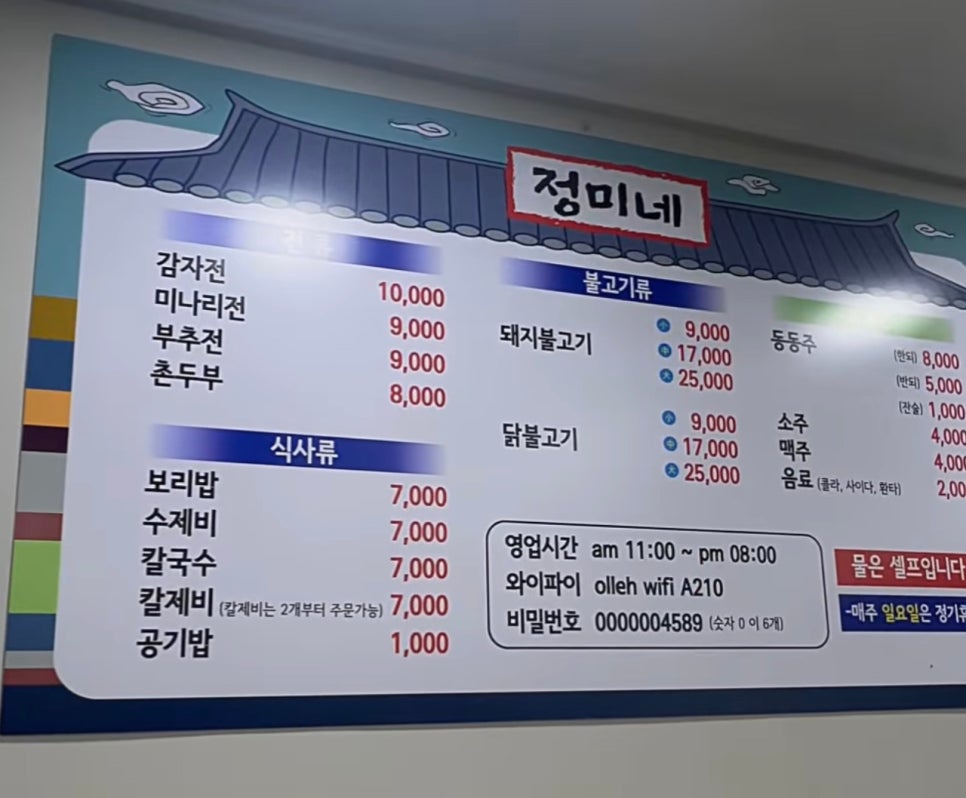 정미네
감자전 10,000
미나리전 9,000
부추전 9,000
촌두부 8,000
식사류
보리밥 7,000
수제비 7,000
칼국수 7,000
칼제비 (칼제비는 2개부터 주문가능) 7,000
공기밥 1,000
불고기류
돼지불고기 小 9,000
中 17,000
大 25,000
닭불고기 小 9,000
中 17,000
大 25,000
영업시간 am 11:00 ~ pm 08:00
와이파이 olleh wifi A210
비밀번호 0000004589 (숫자 0 이 6개)
동동주 (한되) 8,000
(반되) 5,000
(잔술) 1,000
소주 4,000
맥주 4,00
음료 (콜라, 사이다, 환타) 2,00
물은 셀프입니다
-매주 일요일은 정기휴